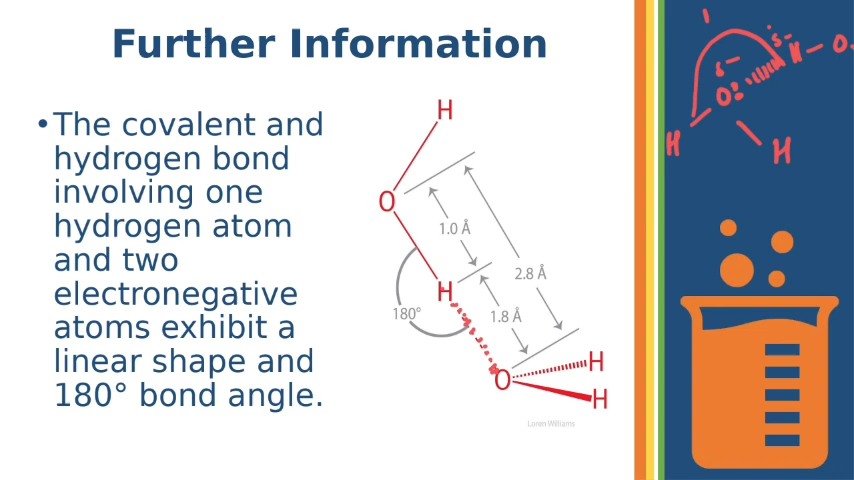 Further Information
•The covalent and
hydrogen bond
involving one
hydrogen atom
and two
electronegative
atoms exhibit a
linear shape and
180° bond angle.
H
O
1.0 Å
2.8 Å
H
180°
1.8 Å
O
H
H
Loren Williams
δ-
O:
H
H
O